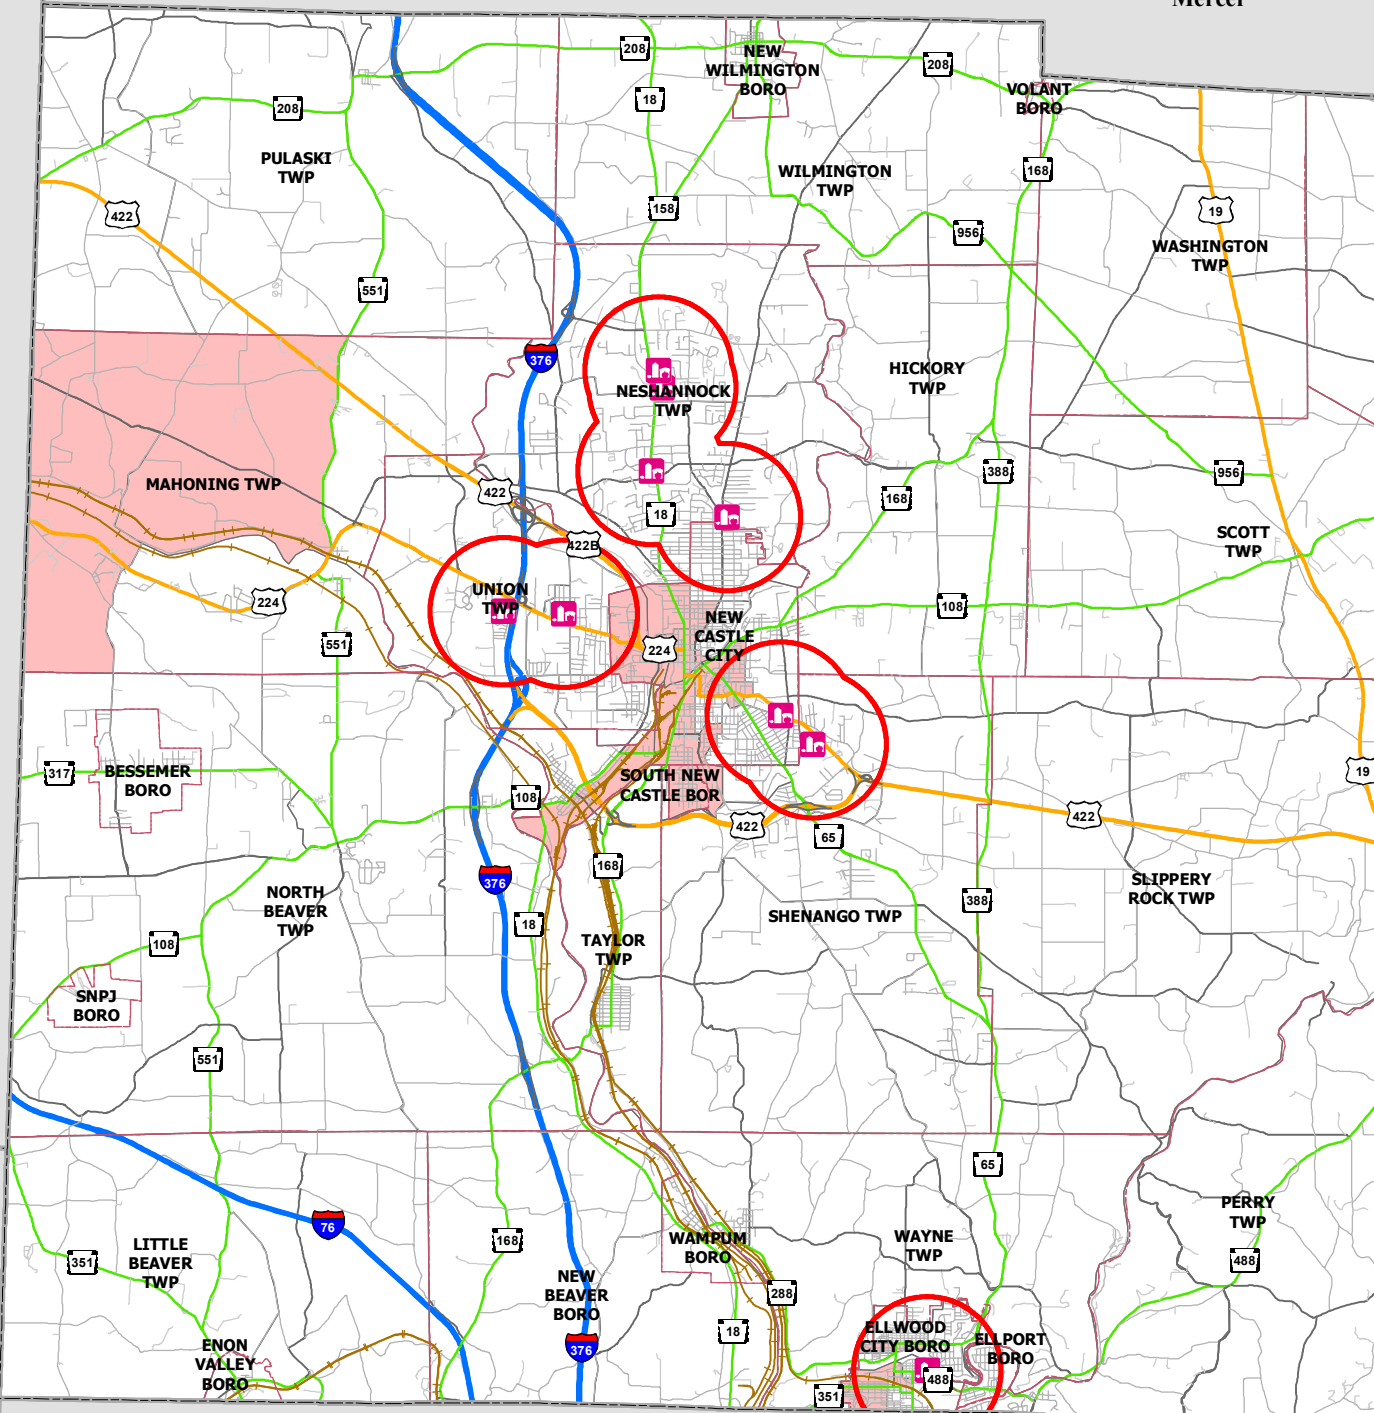 Mercer
208
NEW
WILMINGTON
BORO
208
18
VOLANT
BORO
208
PULASKI
TWP
WILMINGTON
TWP
168
422
158
19
956
WASHINGTON
TWP
551
376
HICKORY
TWP
NESHANNOCK
TWP
MAHONING TWP
388
956
422
168
18
SCOTT
TWP
422B
UNION
TWP
224
108
NEW
CASTLE
CITY
551
224
317
BESSEMER
BORO
SOUTH NEW
CASTLE BOR
19
108
422
422
65
168
376
SLIPPERY
ROCK TWP
388
NORTH
BEAVER
TWP
SHENANGO TWP
18
108
TAYLOR
TWP
SNPJ
BORO
551
65
PERRY
TWP
76
168
WAMPUM
BORO
WAYNE
TWP
351
LITTLE
BEAVER
TWP
488
NEW
BEAVER
BORO
288
18
ELLWOOD
CITY BORO
ELLPORT
BORO
376
ENON
VALLEY
BORO
488
351